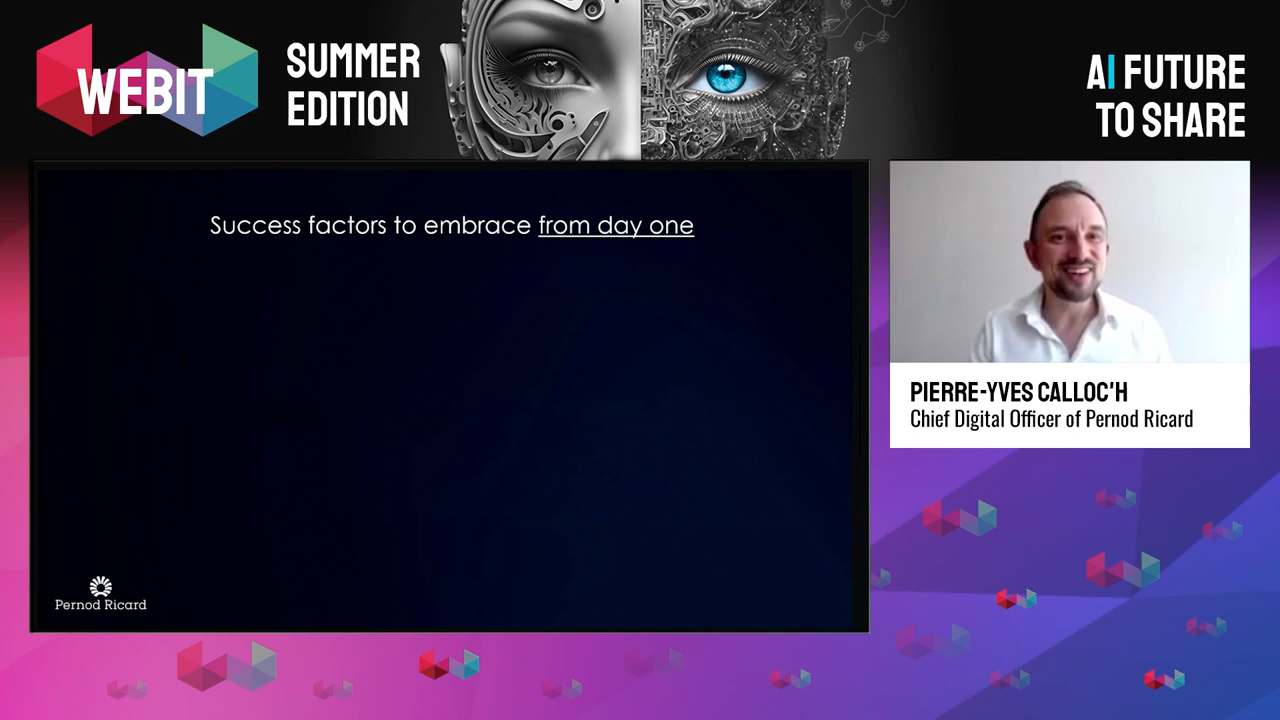 WEBIT
SUMMER
EDITION
AI FUTURE
TO SHARE
Success factors to embrace from day one
Pernod Ricard
PIERRE-YVES CALLOC'H
Chief Digital Officer of Pernod Ricard